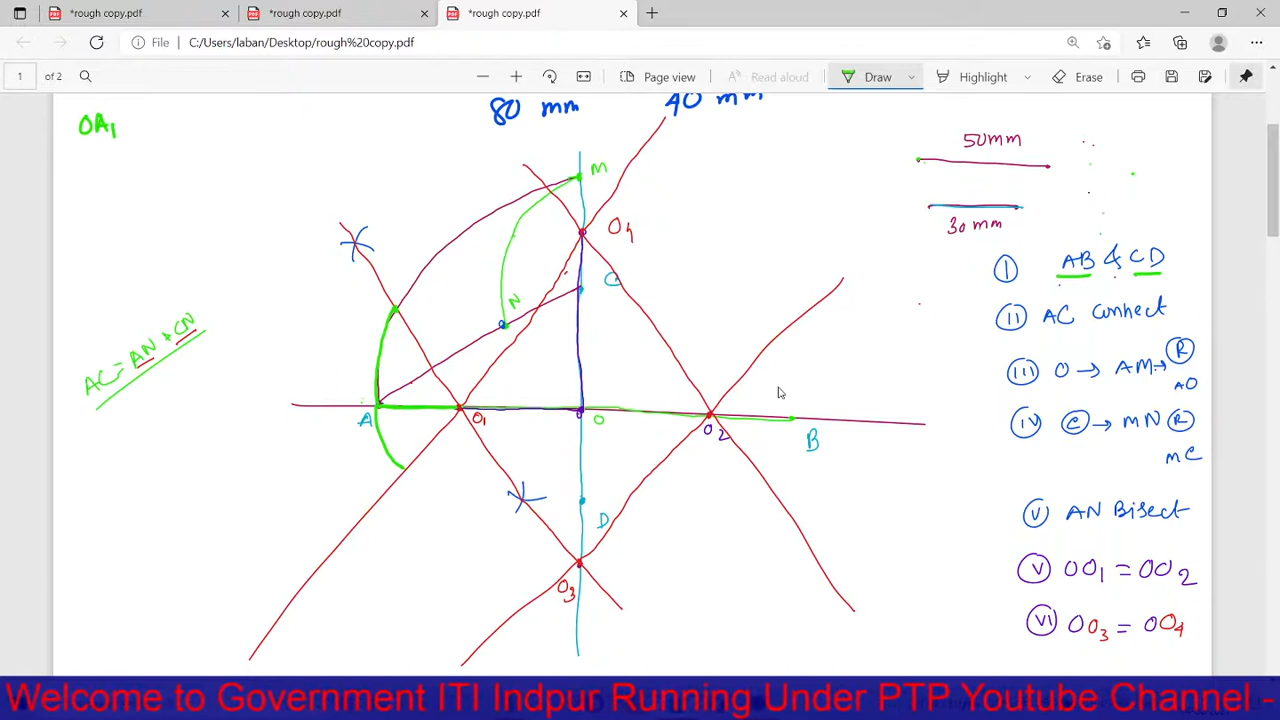 *rough copy.pdf
*rough copy.pdf
*rough copy.pdf
File
C:/Users/laban/Desktop/rough%20copy.pdf
1
of 2
Page view
Read aloud
Draw
Highlight
Erase
80 mm
40 mm
OA1
50mm
30 mm
M
O4
C
N
AC = AN + CN
A
O1
O
O2
B
D
O3
I AB & CD
II AC Connect
III O → AM → R
AO
IV C → MN R
MC
V AN Bisect
V OO1 = OO2
VI OO3 = OO4
Welcome to Government ITI Indpur Running Under PTP Youtube Channel -